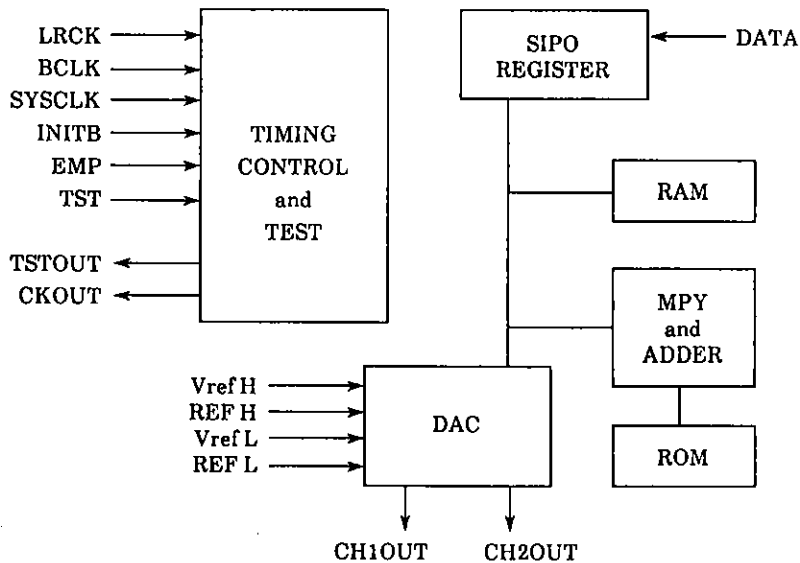 LRCK
BCLK
SYSCLK
INITB
EMP
TST
TSTOUT
CKOUT
TIMING
CONTROL
and
TEST
SIPO
REGISTER
DATA
RAM
MPY
and
ADDER
ROM
Vref H
REF H
Vref L
REF L
DAC
CH1OUT
CH2OUT